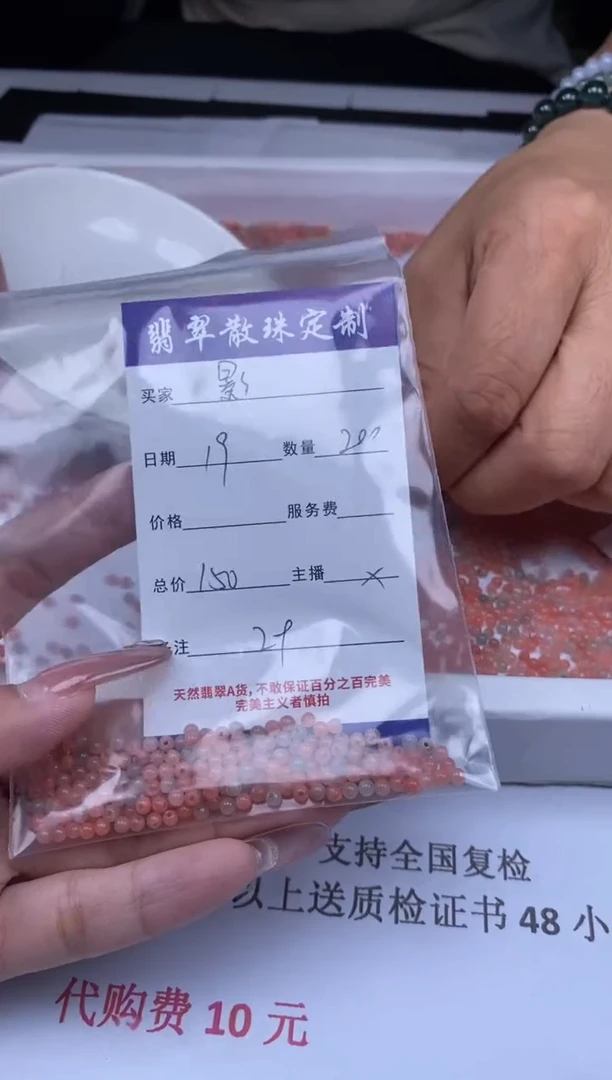 翡翠散珠定制
买家 影
日期 19 数量 200
价格 服务费
总价 150 主播 x
注
天然翡翠A货，不敢保证百分之百完美
完美主义者慎拍
支持全国复检
以上送质检证书 48 小
代购费 10 元